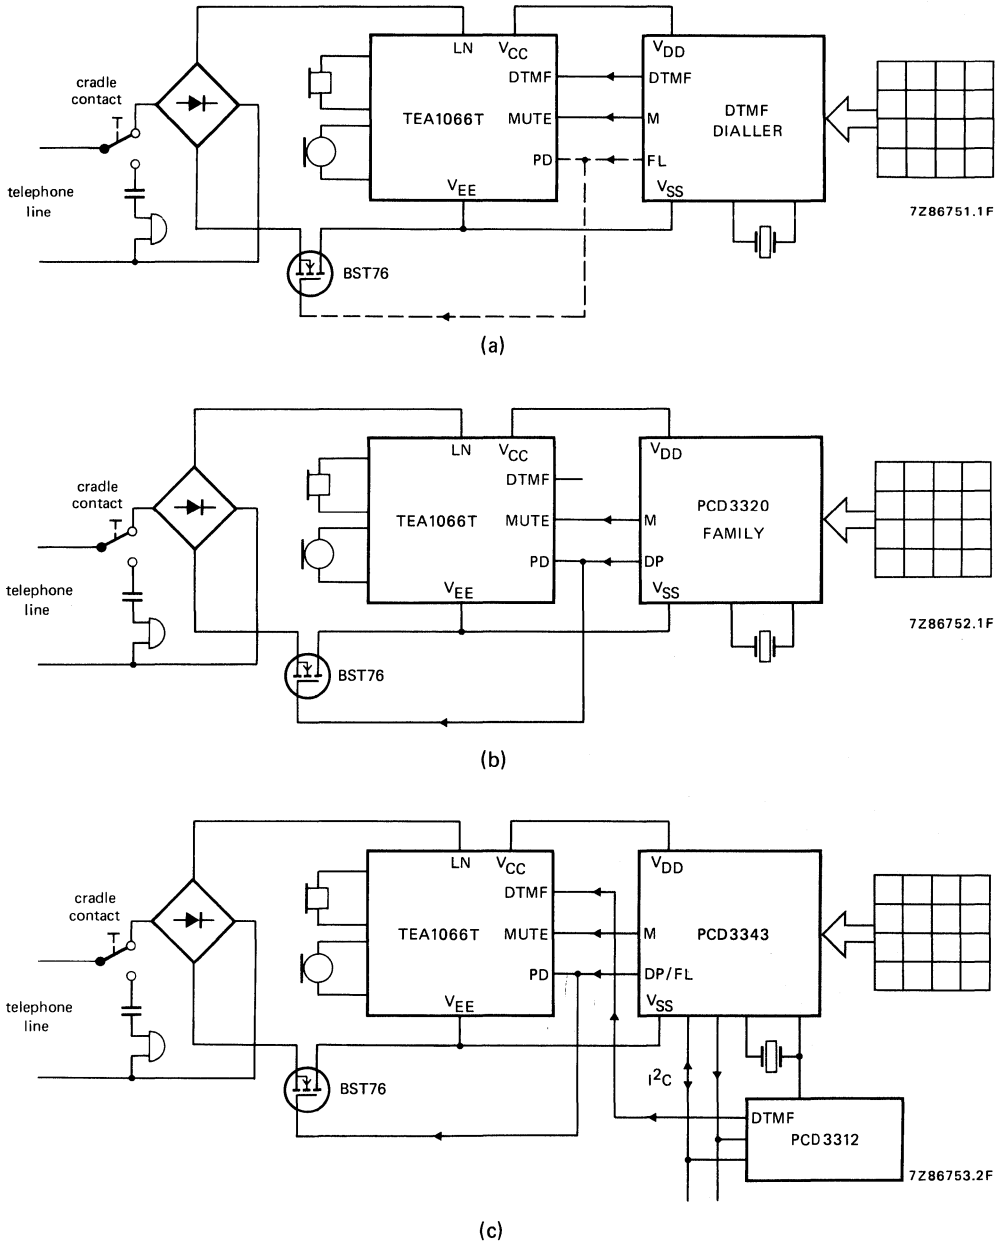 LN
VCC
VDD
cradle
contact
DTMF
DTMF
DTMF
DIALLER
TEA1066T
MUTE
M
PD
FL
telephone
line
VEE
VSS
7Z86751.1F
BST76
(a)
LN
VCC
VDD
cradle
contact
DTMF
PCD3320
FAMILY
TEA1066T
MUTE
M
PD
DP
telephone
line
VEE
VSS
7Z86752.1F
BST76
(b)
LN
VCC
VDD
cradle
contact
DTMF
TEA1066T
MUTE
M
PCD3343
PD
DP/FL
telephone
line
VEE
VSS
I²C
BST76
DTMF
PCD3312
7Z86753.2F
(c)